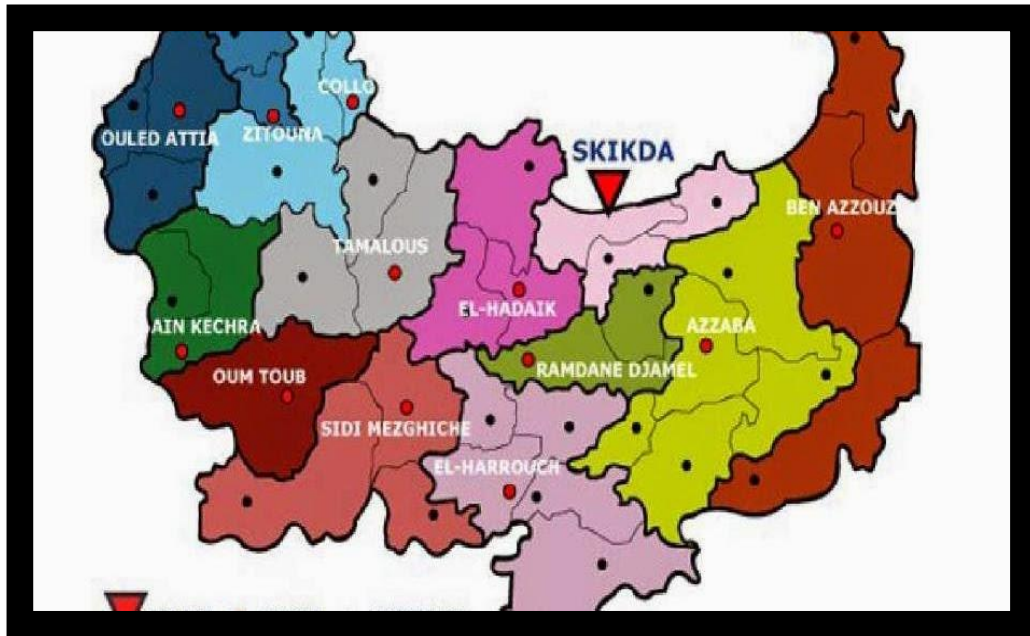 COLLO
OULED ATTIA
ZITOUNA
SKIKDA
BEN AZZOUZ
TAMALOUS
EL-HADAIK
AIN KECHRA
AZZABA
OUM TOUB
RAMDANE DJAMEL
SIDI MEZGHICHE
EL-HARROUCH